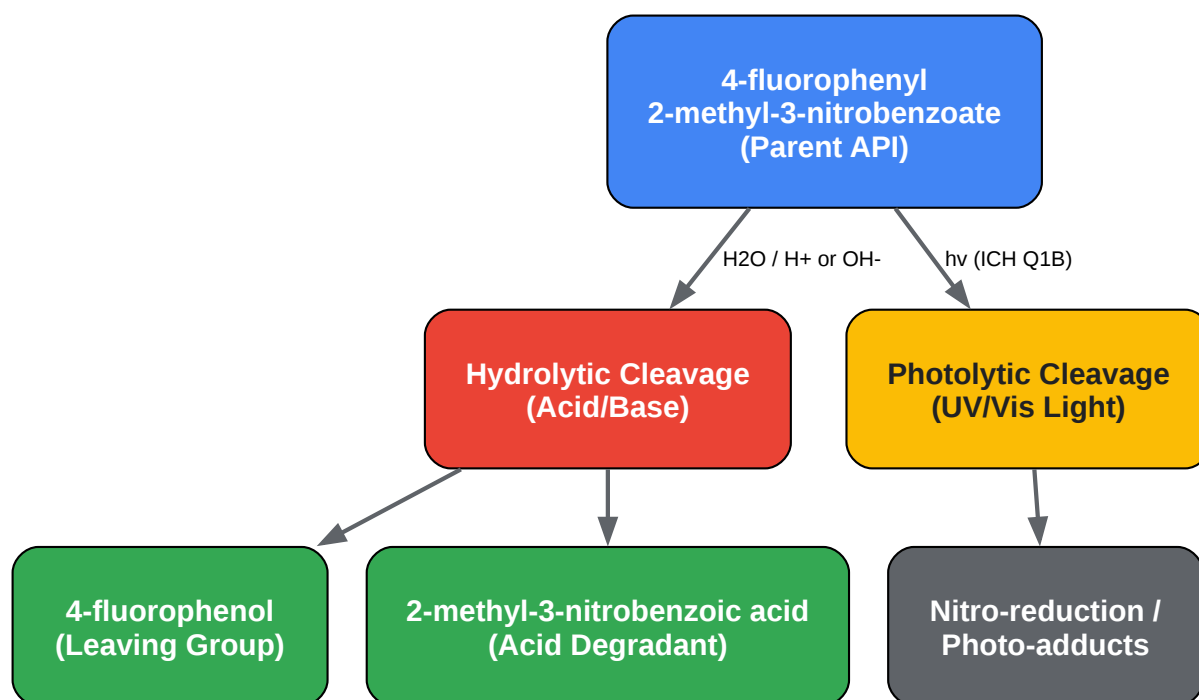 4-fluorophenyl
2-methyl-3-nitrobenzoate
(Parent API)
H2O / H+ or OH-
hv (ICH Q1B)
Hydrolytic Cleavage
(Acid/Base)
Photolytic Cleavage
(UV/Vis Light)
4-fluorophenol
(Leaving Group)
2-methyl-3-nitrobenzoic acid
(Acid Degradant)
Nitro-reduction /
Photo-adducts